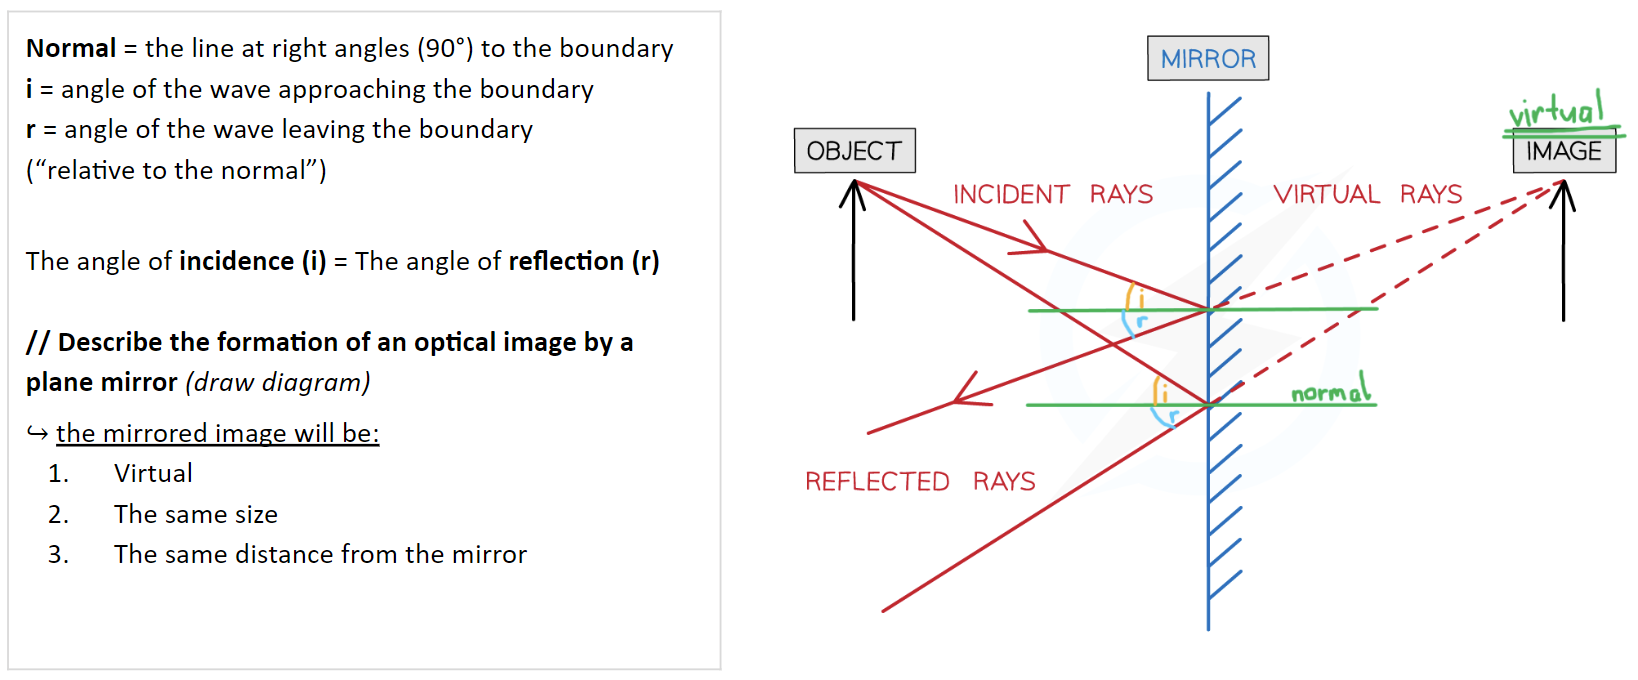 Normal = the line at right angles (90°) to the boundary
i = angle of the wave approaching the boundary
r = angle of the wave leaving the boundary
(“relative to the normal”)
The angle of incidence (i) = The angle of reflection (r)
// Describe the formation of an optical image by a
plane mirror (draw diagram)
↪ the mirrored image will be:
1. Virtual
2. The same size
3. The same distance from the mirror
MIRROR
virtual
OBJECT
IMAGE
INCIDENT RAYS
VIRTUAL RAYS
i
r
i
r
normal
REFLECTED RAYS